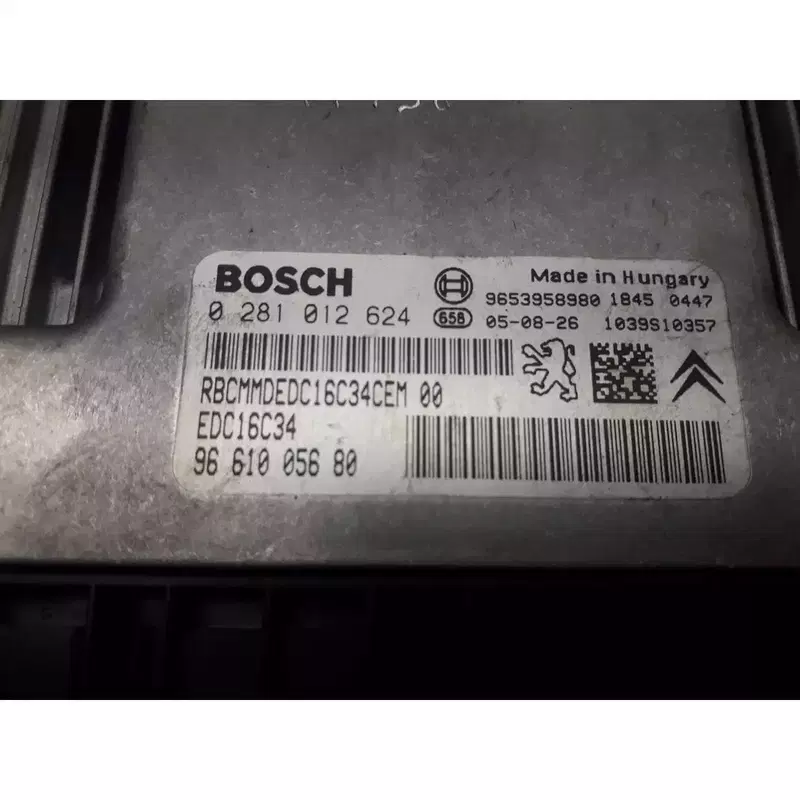 BOSCH
Made in Hungary
9653958980 1845 0447
0 281 012 624
658 05-08-26 1039S10357
RBCMMDEDC16C34CEM 00
EDC16C34
96 610 056 80